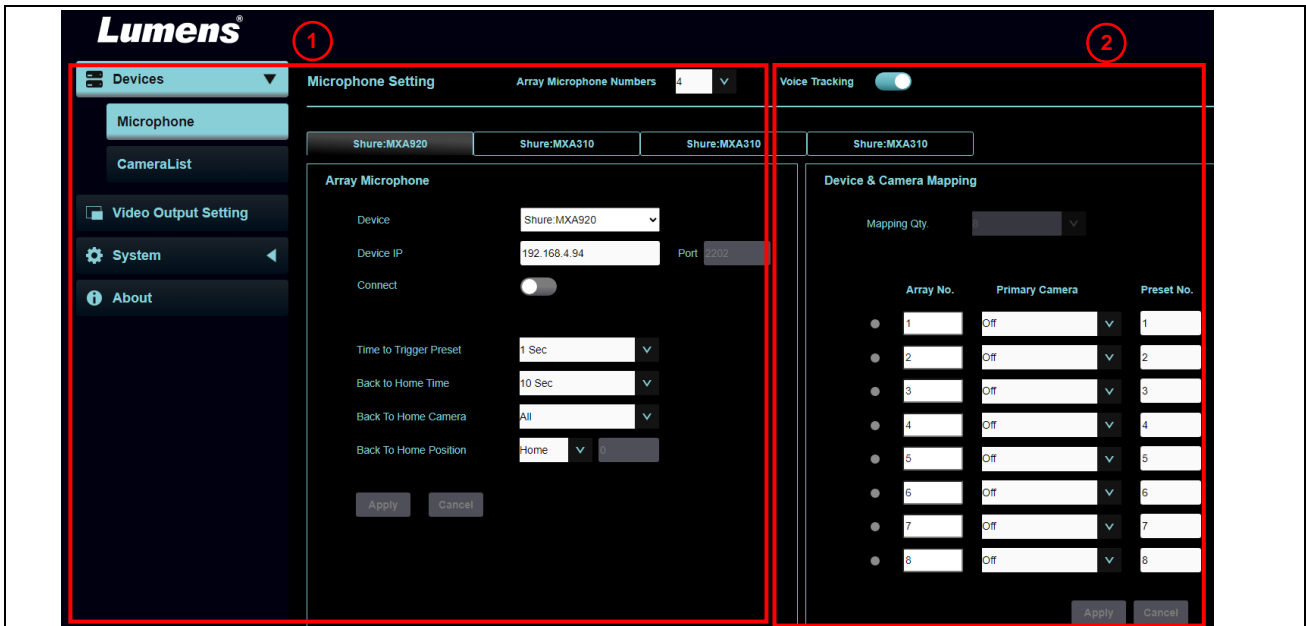 Lumens®
1
2
Devices
Microphone
CameraList
Video Output Setting
System
About
Microphone Setting
Array Microphone Numbers 4
Voice Tracking
Shure:MXA920 Shure:MXA310 Shure:MXA310 Shure:MXA310
Array Microphone
Device Shure:MXA920
Device IP 192.168.4.94 Port 2202
Connect
Time to Trigger Preset 1 Sec
Back to Home Time 10 Sec
Back To Home Camera All
Back To Home Position Home 0
Apply Cancel
Device & Camera Mapping
Mapping Qty. 8
Array No. Primary Camera Preset No.
1 Off 1
2 Off 2
3 Off 3
4 Off 4
5 Off 5
6 Off 6
7 Off 7
8 Off 8
Apply Cancel